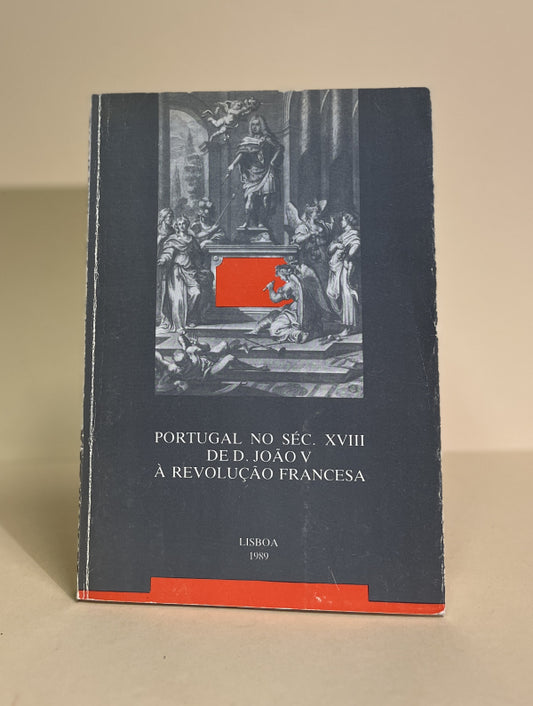 PORTUGAL NO SÉC. XVIII
DE D. JOÃO V
À REVOLUÇÃO FRANCESA
LISBOA
1989